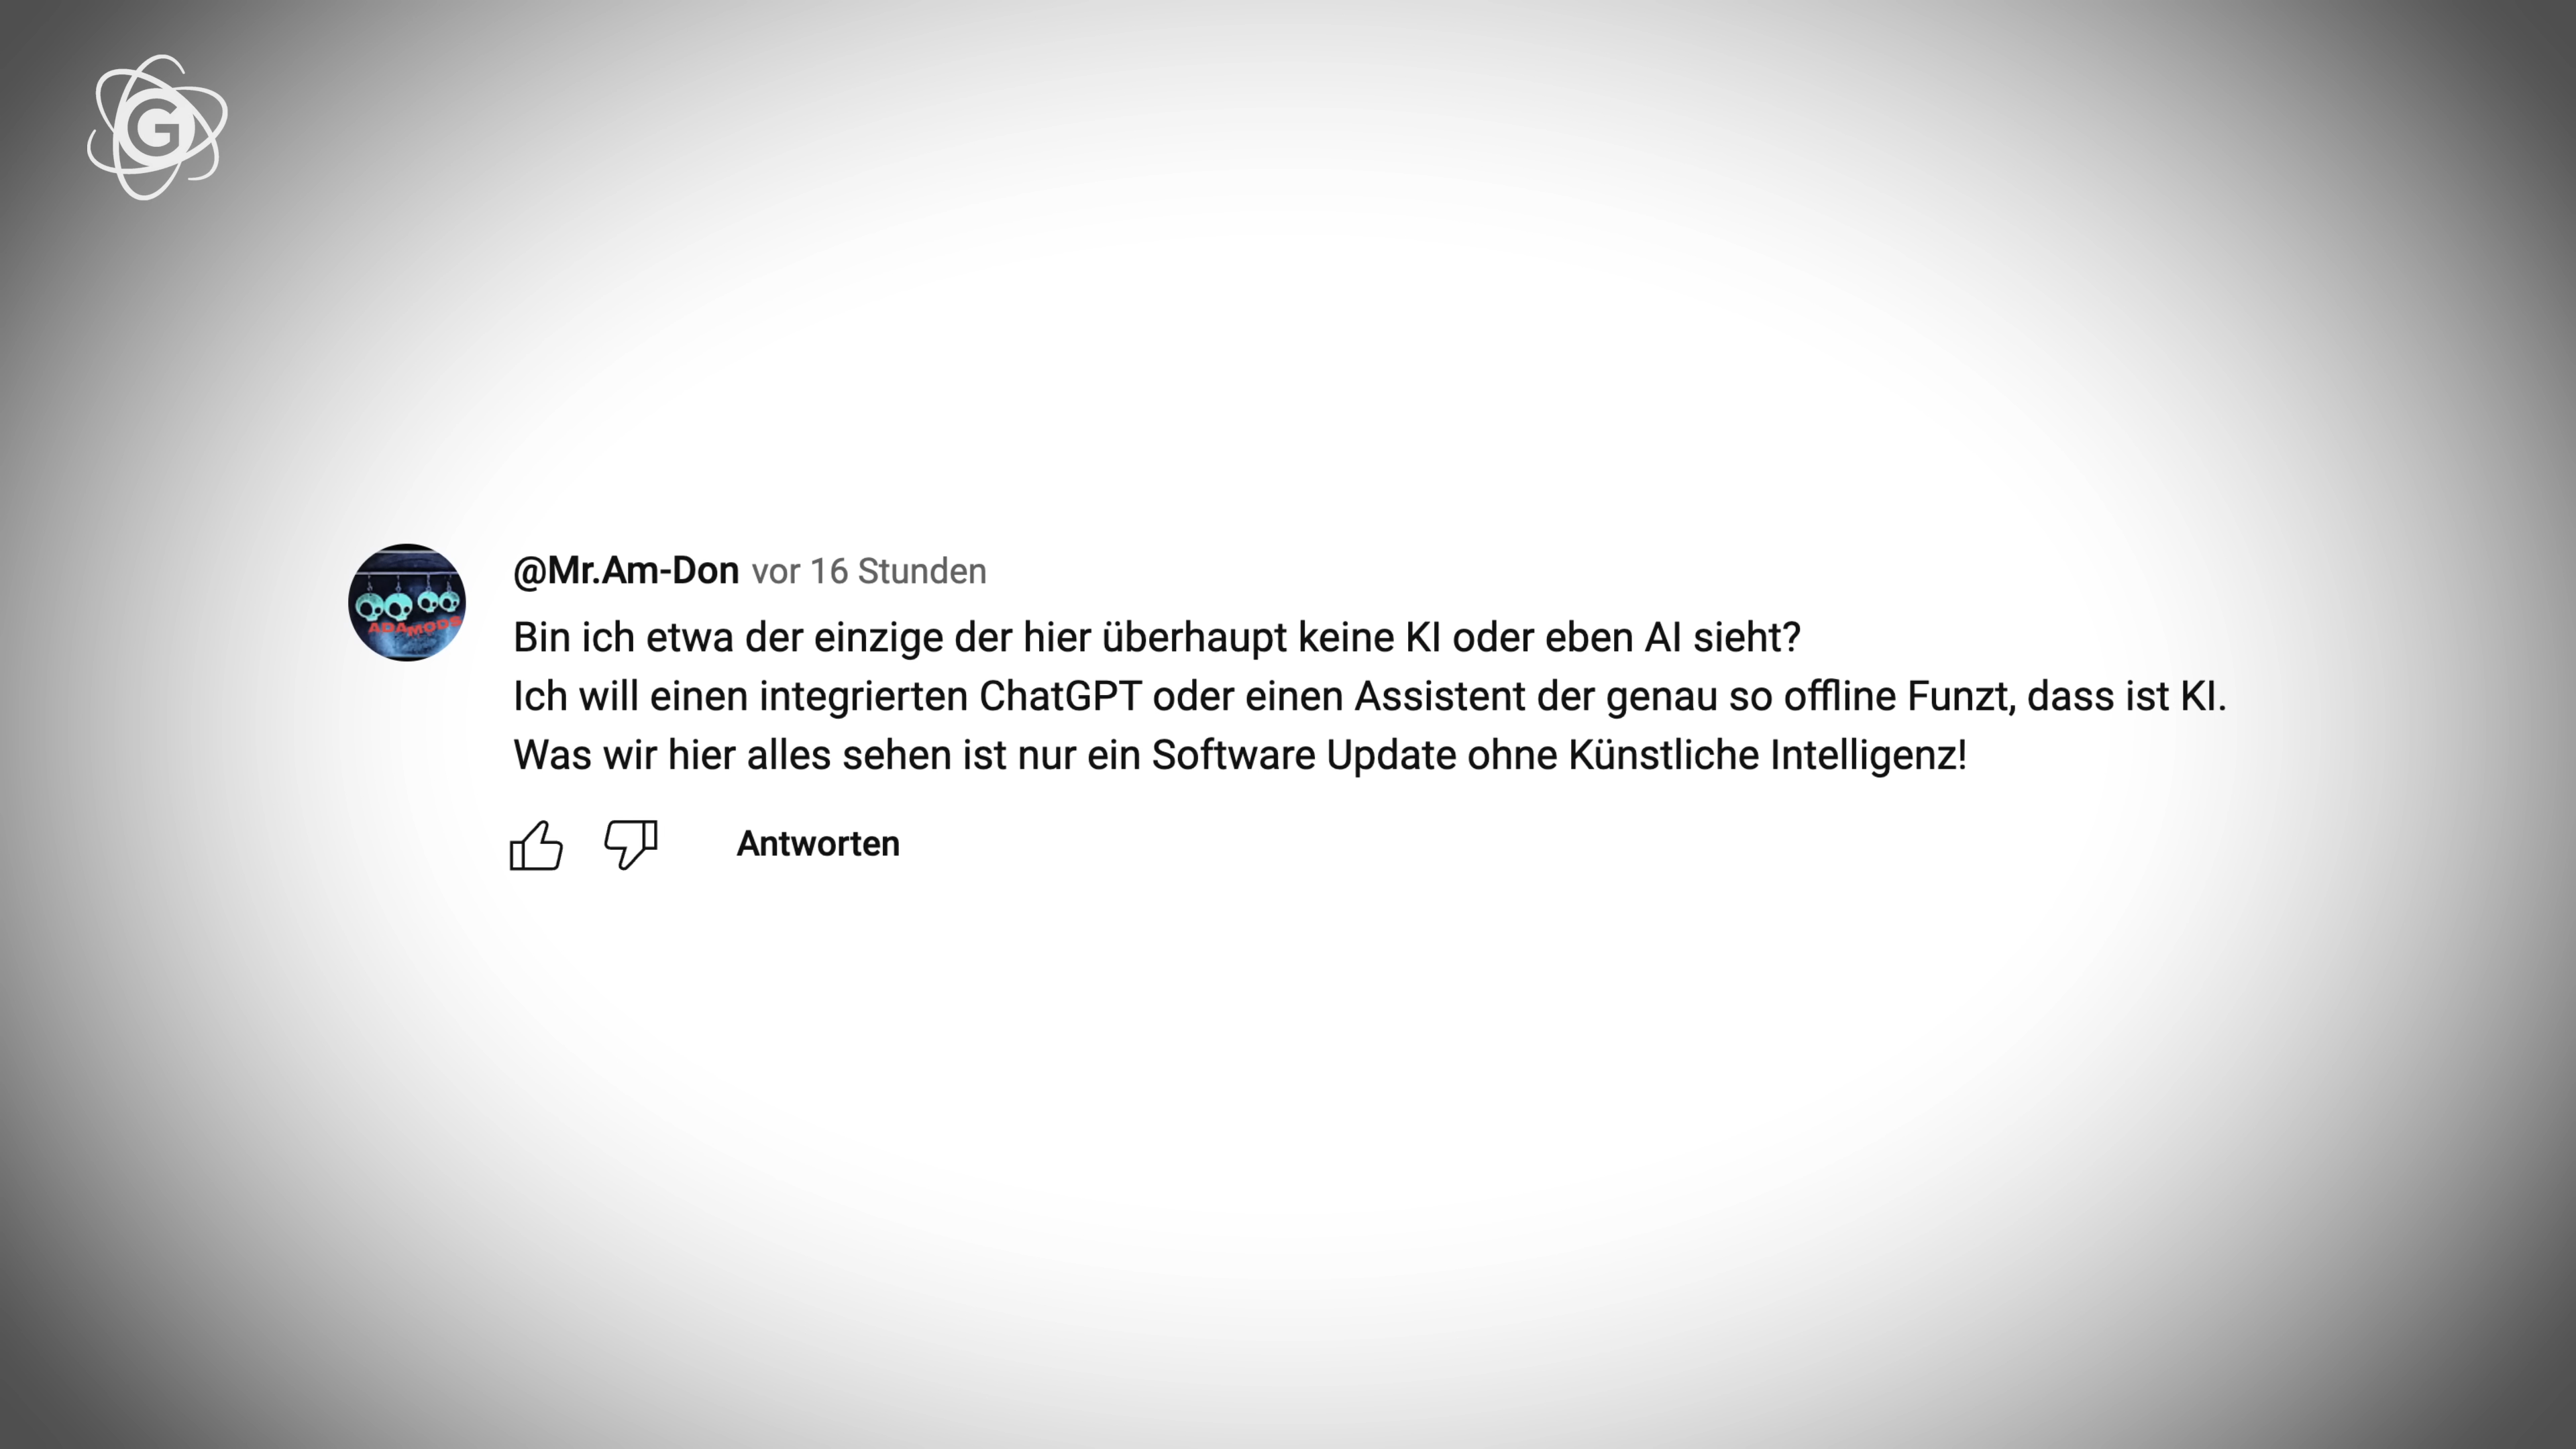 G
@Mr.Am-Don vor 16 Stunden
ADAMODS
Bin ich etwa der einzige der hier überhaupt keine KI oder eben AI sieht?
Ich will einen integrierten ChatGPT oder einen Assistent der genau so offline Funzt, dass ist KI.
Was wir hier alles sehen ist nur ein Software Update ohne Künstliche Intelligenz!
Antworten